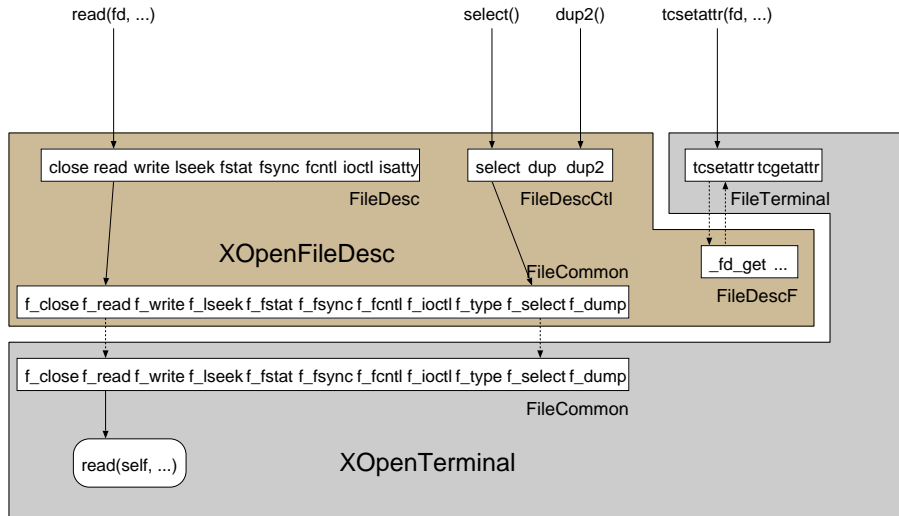 read(fd, ...) select() dup2() tcsetattr(fd, ...)
close read write lseek fstat fsync fcntl ioctl isatty
select dup dup2
tcsetattr tcgetattr
FileDesc
FileDescCtl
FileTerminal
XOpenFileDesc
_fd_get ...
FileCommon
FileDescF
f_close f_read f_write f_lseek f_fstat f_fsync f_fcntl f_ioctl f_type f_select f_dump
f_close f_read f_write f_lseek f_fstat f_fsync f_fcntl f_ioctl f_type f_select f_dump
FileCommon
read(self, ...)
XOpenTerminal